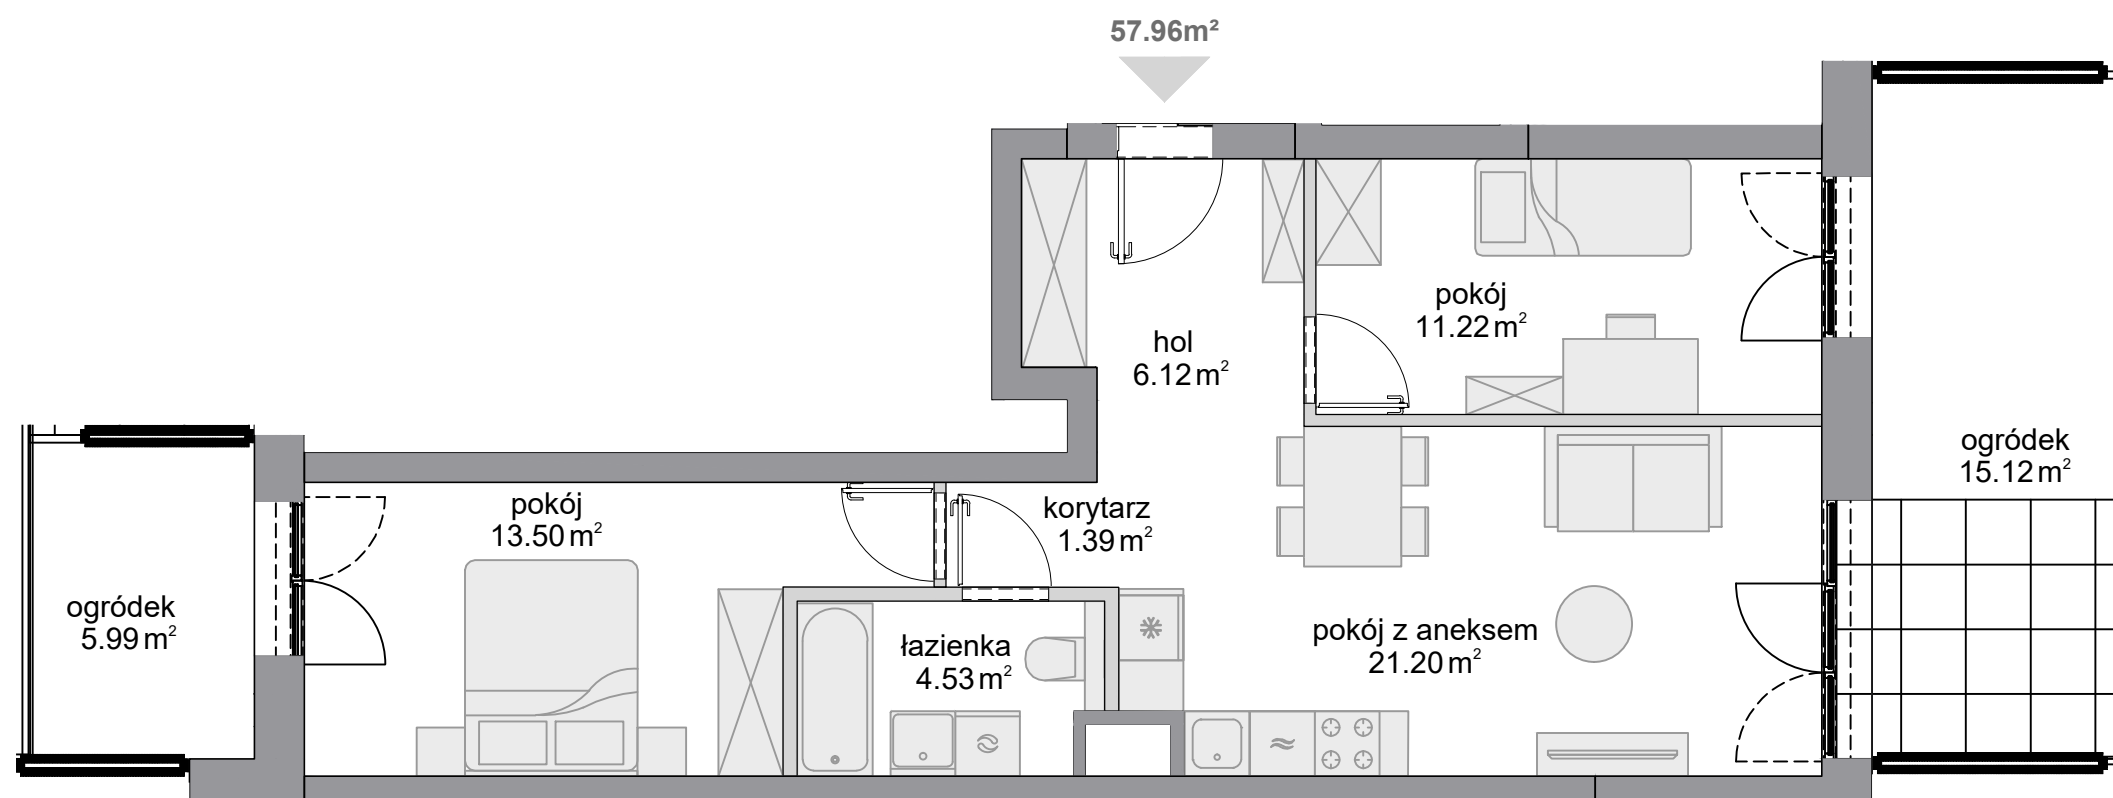 57.96m²
pokój
11.22 m²
hol
6.12 m²
ogródek
15.12 m²
pokój
13.50 m²
korytarz
1.39 m²
ogródek
5.99 m²
łazienka
4.53 m²
pokój z aneksem
21.20 m²